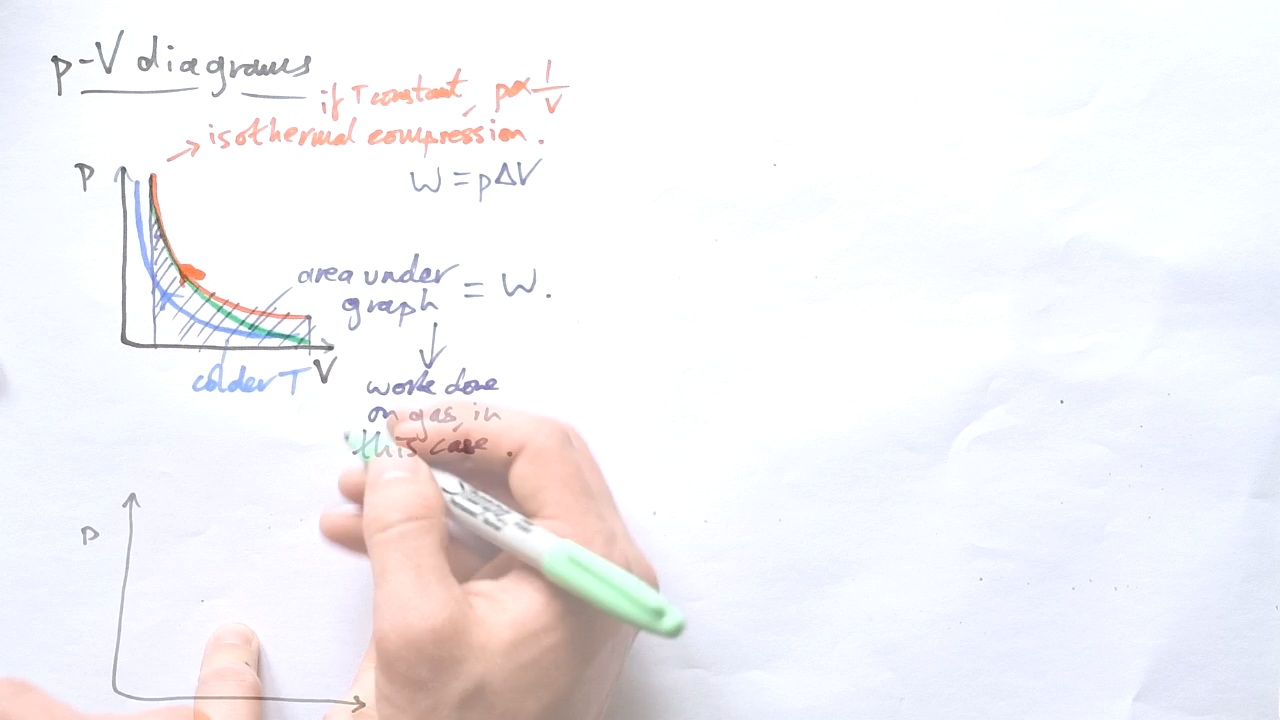 p-V diagrams
if T constant, p∝1/V
isothermal compression.
p
W = pΔV
area under
graph = W.
V
colder T
work done
on gas, in
this case.
p